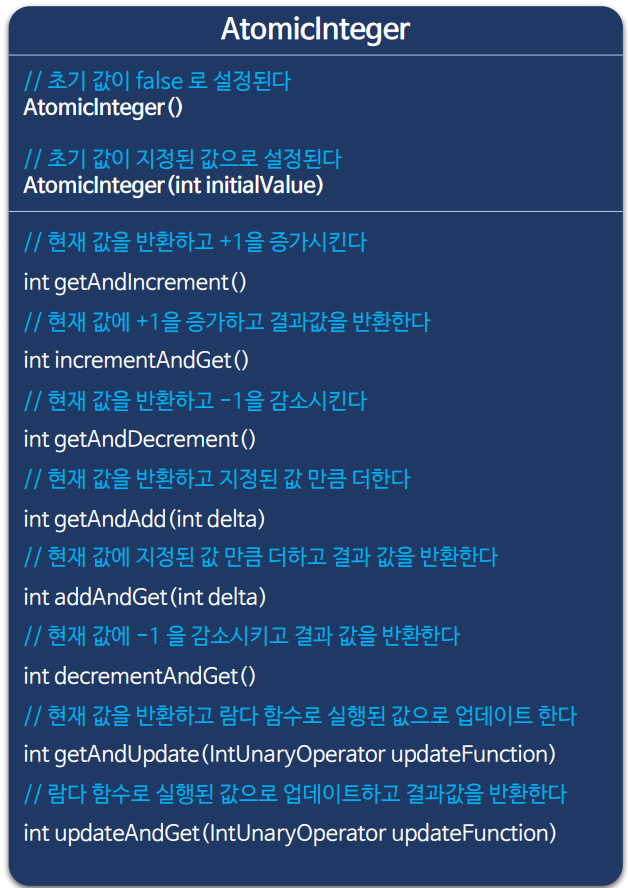 AtomicInteger
// 초기 값이 false 로 설정된다
AtomicInteger()
// 초기 값이 지정된 값으로 설정된다
AtomicInteger(int initialValue)
// 현재 값을 반환하고 +1을 증가시킨다
int getAndIncrement()
// 현재 값에 +1을 증가하고 결과값을 반환한다
int incrementAndGet()
// 현재 값을 반환하고 -1을 감소시킨다
int getAndDecrement()
// 현재 값을 반환하고 지정된 값 만큼 더한다
int getAndAdd(int delta)
// 현재 값에 지정된 값 만큼 더하고 결과 값을 반환한다
int addAndGet(int delta)
// 현재 값에 -1 을 감소시키고 결과 값을 반환한다
int decrementAndGet()
// 현재 값을 반환하고 람다 함수로 실행된 값으로 업데이트 한다
int getAndUpdate(IntUnaryOperator updateFunction)
// 람다 함수로 실행된 값으로 업데이트하고 결과값을 반환한다
int updateAndGet(IntUnaryOperator updateFunction)